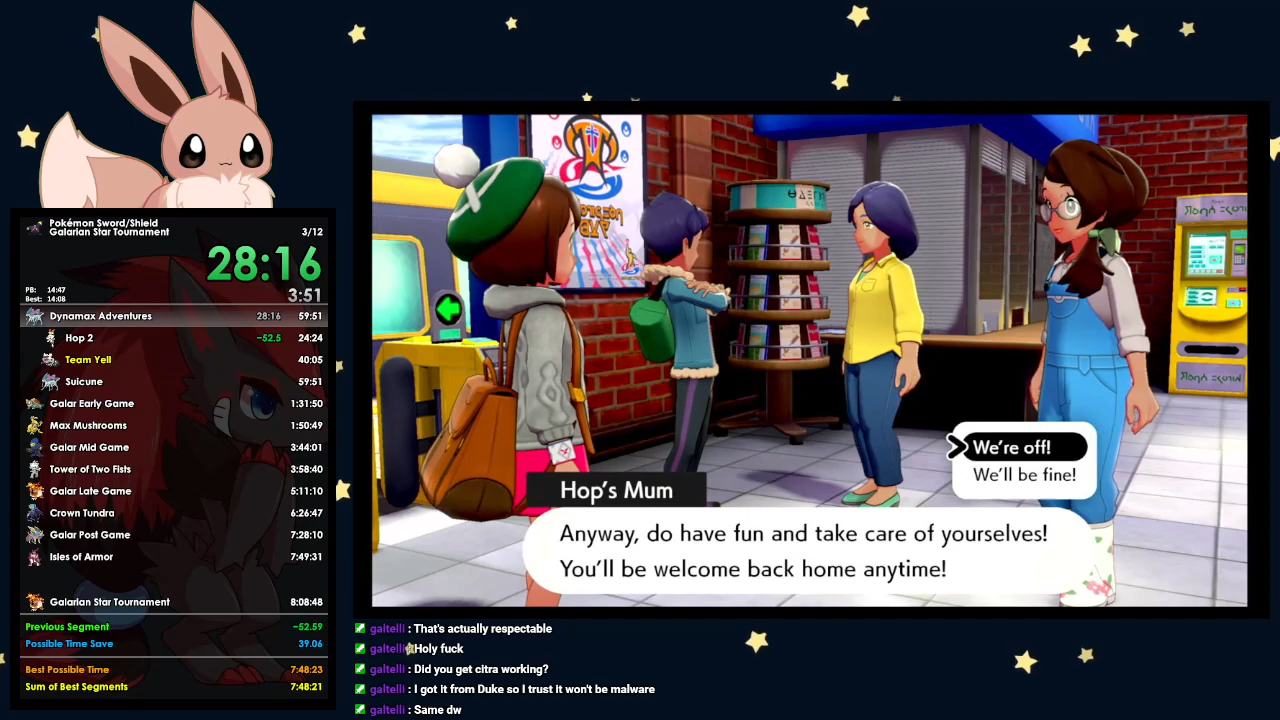 Pokémon Sword/Shield
Galarian Star Tournament 3/12
28:16
PB: 14:47
Best: 14:08
3:51
Dynamax Adventures 28:16 59:51
Hop 2 −52.5 24:24
Team Yell 40:05
Suicune 59:51
Galar Early Game 1:31:50
Max Mushrooms 1:50:49
Galar Mid Game 3:44:01
Tower of Two Fists 3:58:40
Galar Late Game 5:11:10
Crown Tundra 6:26:47
Galar Post Game 7:28:10
Isles of Armor 7:49:31
Galarian Star Tournament 8:08:48
Previous Segment −52.59
Possible Time Save 39.06
Best Possible Time 7:48:23
Sum of Best Segments 7:48:21
We're off!
We'll be fine!
Hop's Mum
Anyway, do have fun and take care of yourselves!
You'll be welcome back home anytime!
galtelli : That's actually respectable
galtelli : Holy fuck
galtelli : Did you get citra working?
galtelli : I got it from Duke so I trust it won't be malware
galtelli : Same dw